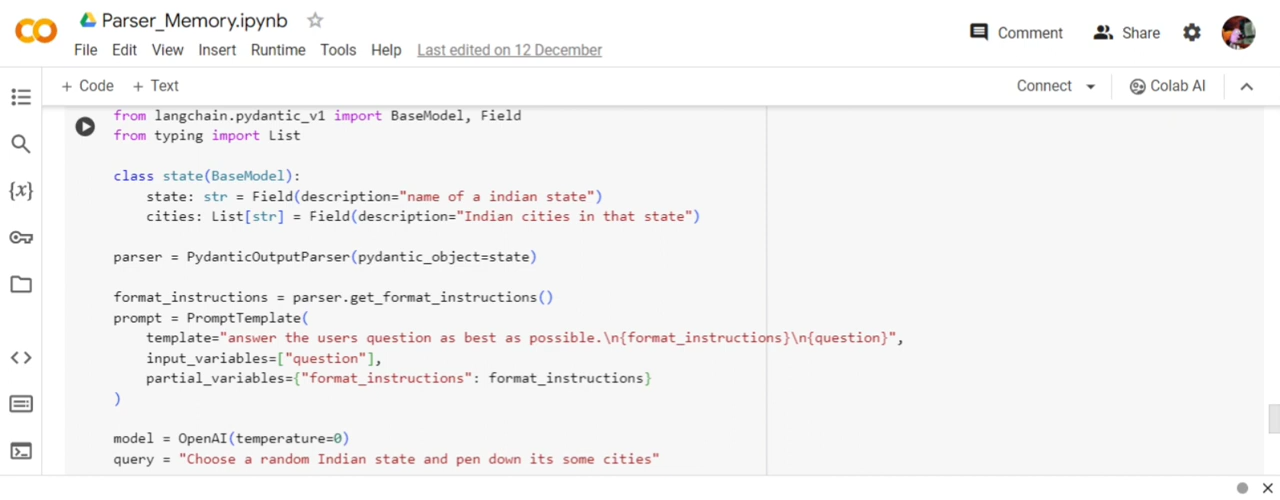 Parser_Memory.ipynb
File Edit View Insert Runtime Tools Help Last edited on 12 December
Comment Share
+ Code + Text
Connect Colab AI
from langchain.pydantic_v1 import BaseModel, Field
from typing import List
class state(BaseModel):
state: str = Field(description="name of a indian state")
cities: List[str] = Field(description="Indian cities in that state")
parser = PydanticOutputParser(pydantic_object=state)
format_instructions = parser.get_format_instructions()
prompt = PromptTemplate(
template="answer the users question as best as possible.\n{format_instructions}\n{question}",
input_variables=["question"],
partial_variables={"format_instructions": format_instructions}
)
model = OpenAI(temperature=0)
query = "Choose a random Indian state and pen down its some cities"